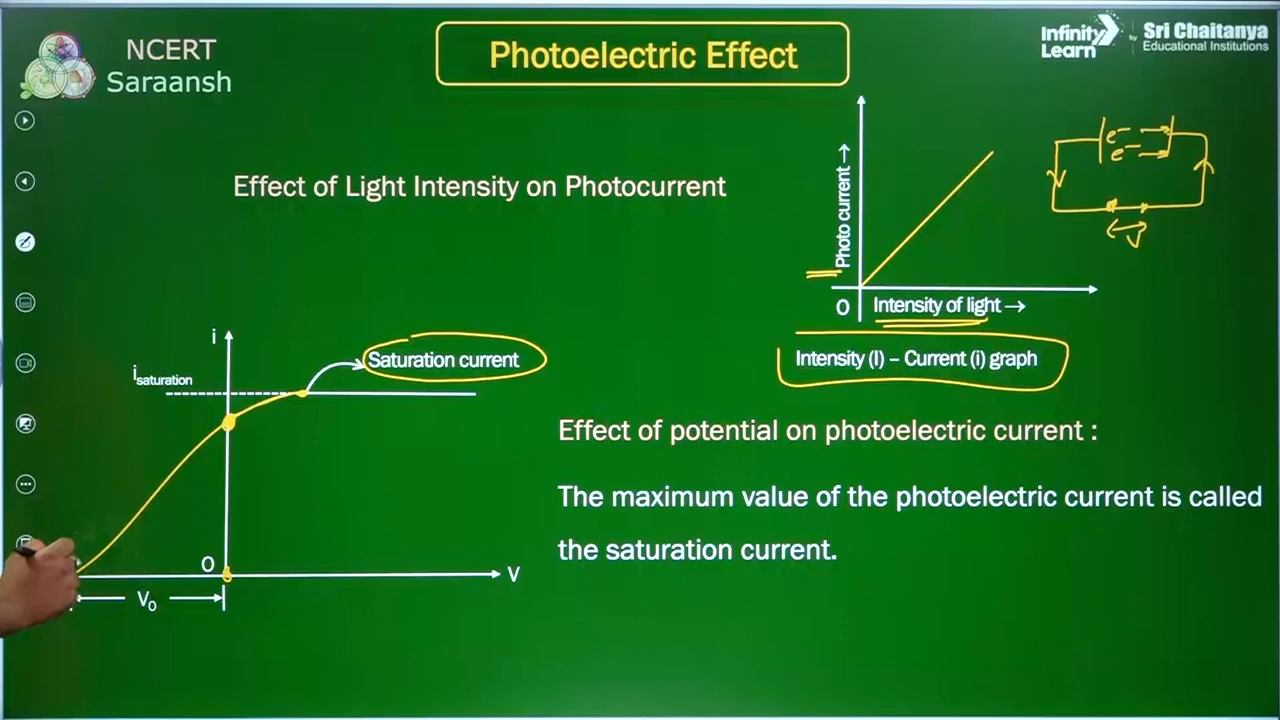 NCERT
Saraansh
Photoelectric Effect
Infinity
Learn
by
Sri Chaitanya
Educational Institutions
Effect of Light Intensity on Photocurrent
Photo current →
e⁻
e⁻
V
O
Intensity of light →
Intensity (I) – Current (i) graph
i
i saturation
Saturation current
O
V
V₀
Effect of potential on photoelectric current :
The maximum value of the photoelectric current is called
the saturation current.